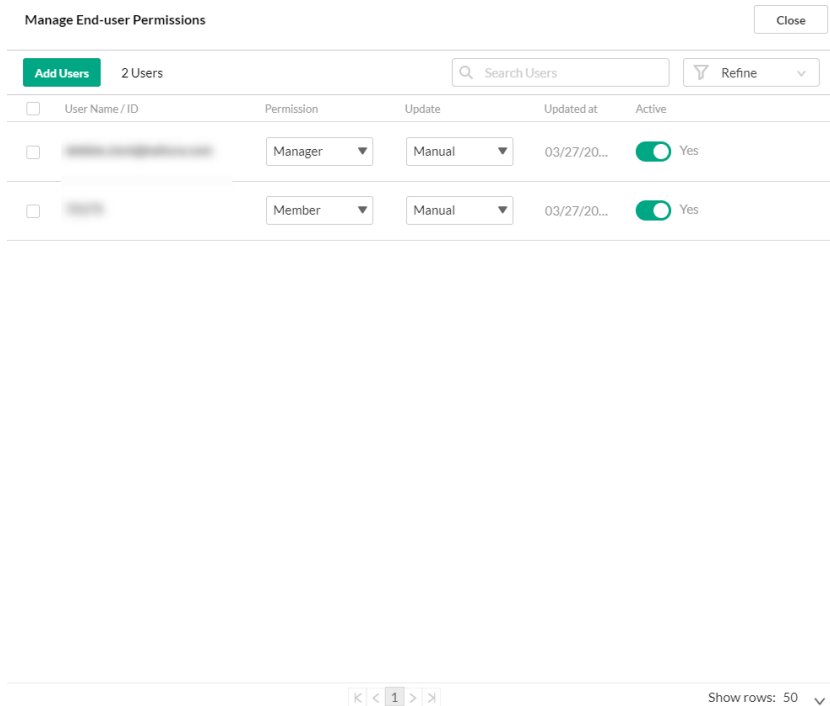 Manage End-user Permissions
Close
Add Users
2 Users
Search Users
Refine
User Name / ID
Permission
Update
Updated at
Active
Manager
Manual
03/27/20...
Yes
Member
Manual
03/27/20...
Yes
1
Show rows: 50